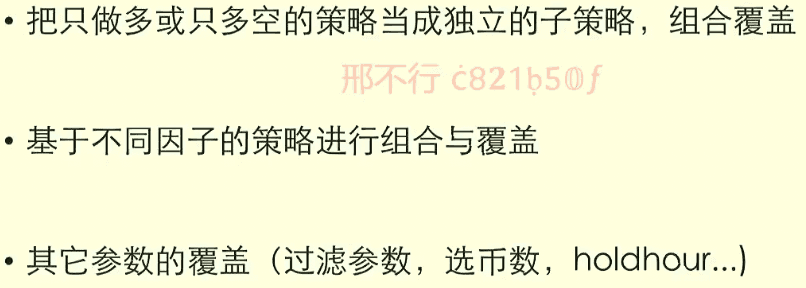 • 把只做多或只多空的策略当成独立的子策略，组合覆盖
邢不行 ċ821ḅ5𝟘ƒ
• 基于不同因子的策略进行组合与覆盖
• 其它参数的覆盖（过滤参数，选币数，holdhour...)